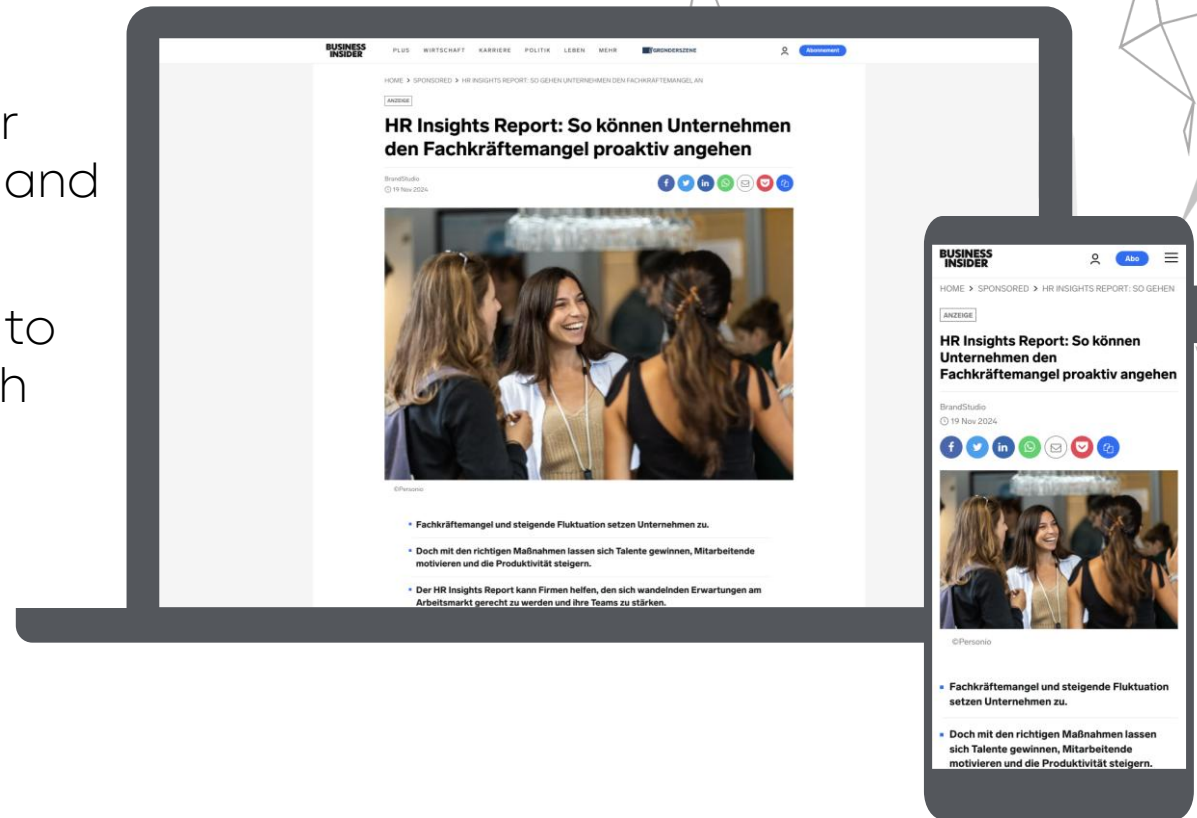 r
and
to
h
BUSINESS
INSIDER
PLUS WIRTSCHAFT KARRIERE POLITIK LEBEN MEHR GRÜNDERSZENE Abonnement
HOME > SPONSORED > HR INSIGHTS REPORT: SO GEHEN UNTERNEHMEN DEN FACHKRÄFTEMANGEL AN
ANZEIGE
HR Insights Report: So können Unternehmen
den Fachkräftemangel proaktiv angehen
BrandStudio
19 Nov 2024
©Personio
Fachkräftemangel und steigende Fluktuation setzen Unternehmen zu.
Doch mit den richtigen Maßnahmen lassen sich Talente gewinnen, Mitarbeitende
motivieren und die Produktivität steigern.
Der HR Insights Report kann Firmen helfen, den sich wandelnden Erwartungen am
Arbeitsmarkt gerecht zu werden und ihre Teams zu stärken.
BUSINESS
INSIDER
Abo
HOME > SPONSORED > HR INSIGHTS REPORT: SO GEHEN
ANZEIGE
HR Insights Report: So können
Unternehmen den
Fachkräftemangel proaktiv angehen
BrandStudio
19 Nov 2024
©Personio
Fachkräftemangel und steigende Fluktuation
setzen Unternehmen zu.
Doch mit den richtigen Maßnahmen lassen
sich Talente gewinnen, Mitarbeitende
motivieren und die Produktivität steigern.